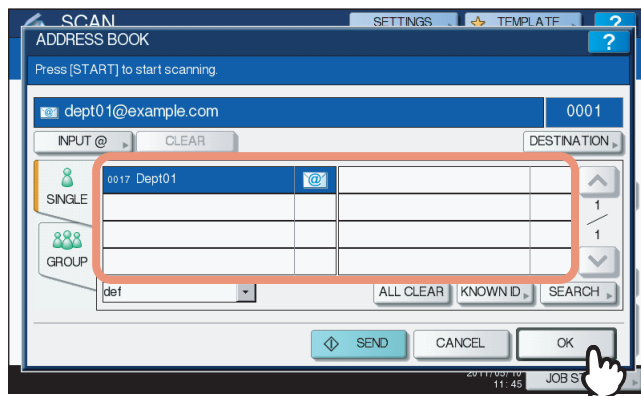 SCAN SETTINGS TEMPLATE ?
ADDRESS BOOK ?
Press [START] to start scanning.
dept01@example.com 0001
INPUT @ CLEAR DESTINATION
SINGLE 0017 Dept01 @
1
1
GROUP
def ALL CLEAR KNOWN ID SEARCH
SEND CANCEL OK
11:45 JOB